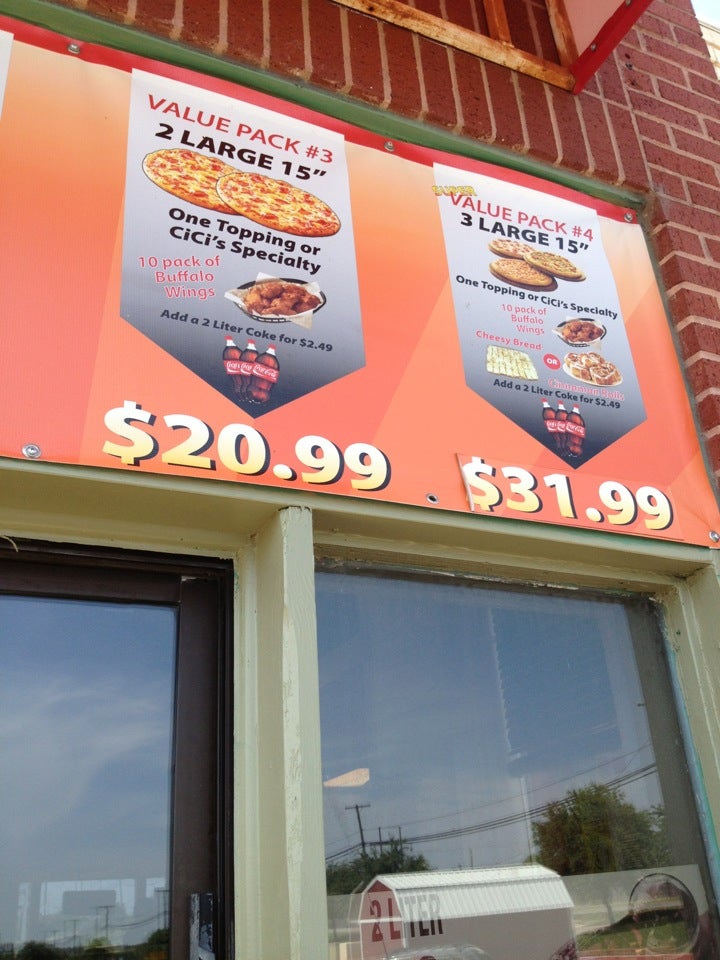 VALUE PACK #3
2 LARGE 15"
One Topping or
CiCi's Specialty
10 pack of
Buffalo
Wings
Add a 2 Liter Coke for $2.49
$20.99
SUPER
VALUE PACK #4
3 LARGE 15"
One Topping or CiCi's Specialty
10 pack of
Buffalo
Wings
Cheesy Bread
OR
Cinnamon Rolls
Add a 2 Liter Coke for $2.49
$31.99
2 LITER